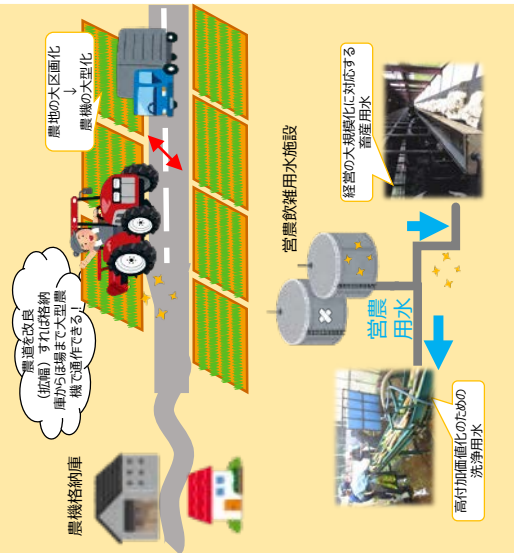 農道を改良
（拡幅）すれば格納
庫からほ場まで大型農
機で通作できる！
農地の大区画化
↓
農機の大型化
農機格納庫
営農飲雑用水施設
営農
用水
経営の大規模化に対応する
畜産用水
高付加価値化のための
洗浄用水